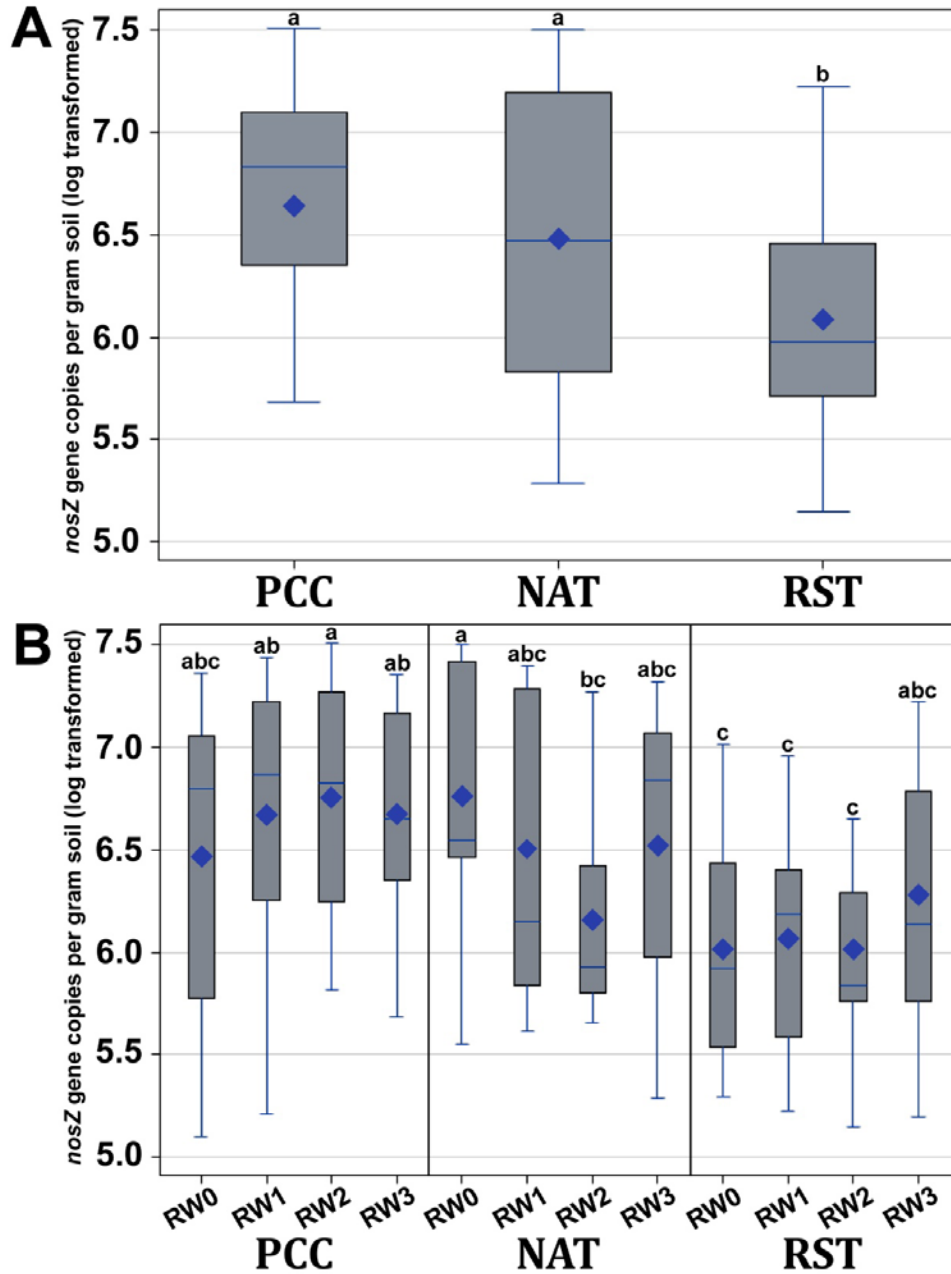 A
nosZ gene copies per gram soil (log transformed)
7.5
7.0
6.5
6.0
5.5
5.0
a
a
b
PCC NAT RST
B
nosZ gene copies per gram soil (log transformed)
7.5
7.0
6.5
6.0
5.5
5.0
abc ab a ab a abc bc abc c c c abc
RW0 RW1 RW2 RW3 RW0 RW1 RW2 RW3 RW0 RW1 RW2 RW3
PCC NAT RST